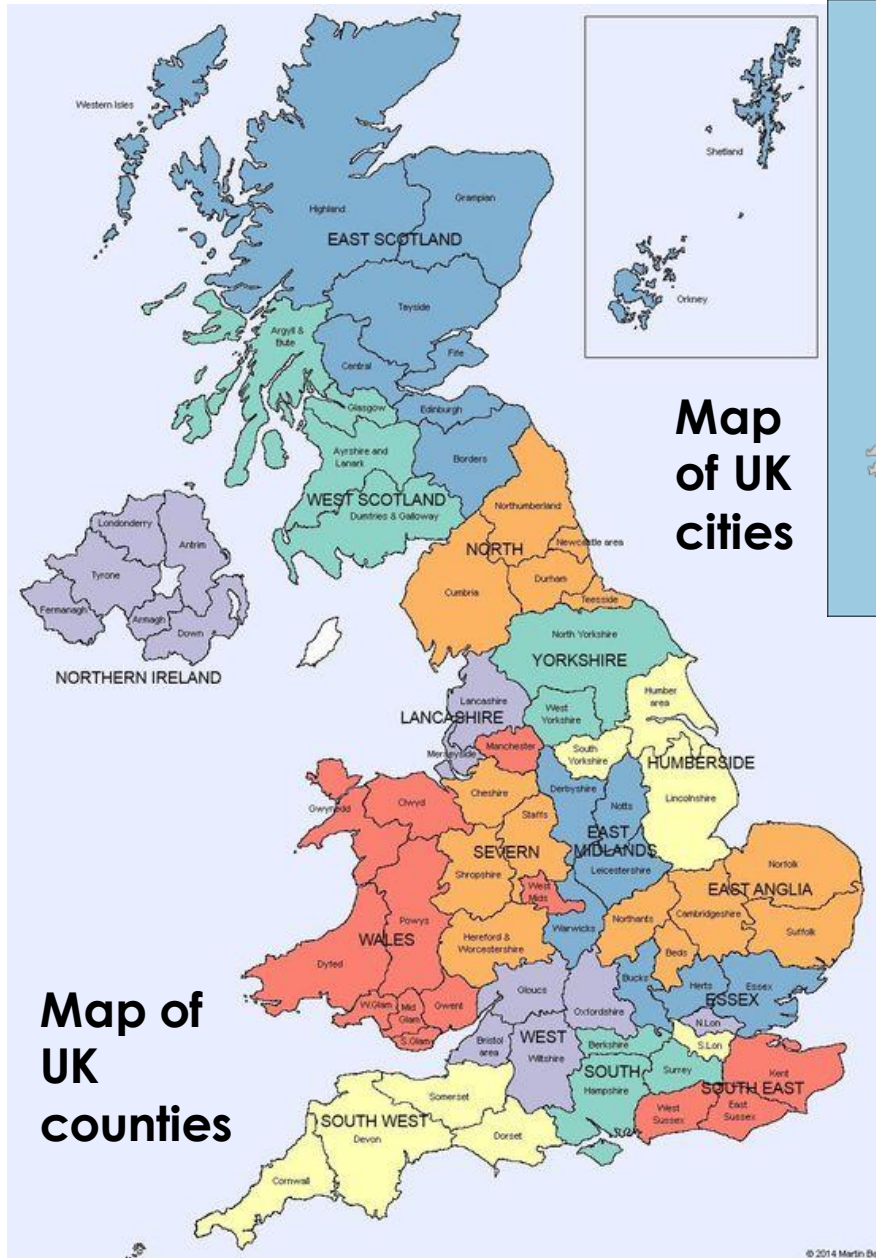 Western Isles
Shetland
Highland
Grampian
EAST SCOTLAND
Orkney
Teyside
Argyll &
Bute
Central
Fife
Glasgow
Edinburgh
Map
of UK
cities
Ayrshire and
Lanark
Borders
WEST SCOTLAND
Dumfries & Galloway
Northumberland
Londonderry
Antrim
Newcastle area
NORTH
Tyrone
Durham
Cumbria
Teesside
Fermanagh
Armagh
Down
North Yorkshire
NORTHERN IRELAND
YORKSHIRE
Humber
area
Lancashire
West
Yorkshire
LANCASHIRE
Manchester
South
Yorkshire
Merseyside
HUMBERSIDE
Cheshire
Derbyshire
Clwyd
Gwynedd
Notts
Lincolnshire
Staffs
EAST
MIDLANDS
SEVERN
Norfolk
Shropshire
Leicestershire
West
Mids
EAST ANGLIA
Powys
Northants
Cambridgeshire
Warwicks
Suffolk
WALES
Hereford &
Worcestershire
Beds
Dyfed
Bucks
Herts
Essex
Gloucs
ESSEX
W.Glam
Mid
Glam
Gwent
Oxfordshire
N.Lon
S.Glam
Bristol
area
WEST
Berkshire
S.Lon
Wiltshire
SOUTH
Surrey
Kent
Hampshire
SOUTH EAST
Map of
UK
counties
Somerset
West
Sussex
East
Sussex
SOUTH WEST
Devon
Dorset
Cornwall
© 2014 Martin